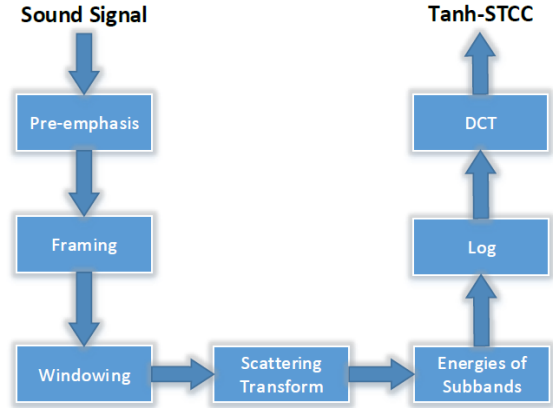 Sound Signal
Tanh-STCC
Pre-emphasis
DCT
Framing
Log
Windowing
Scattering
Transform
Energies of
Subbands